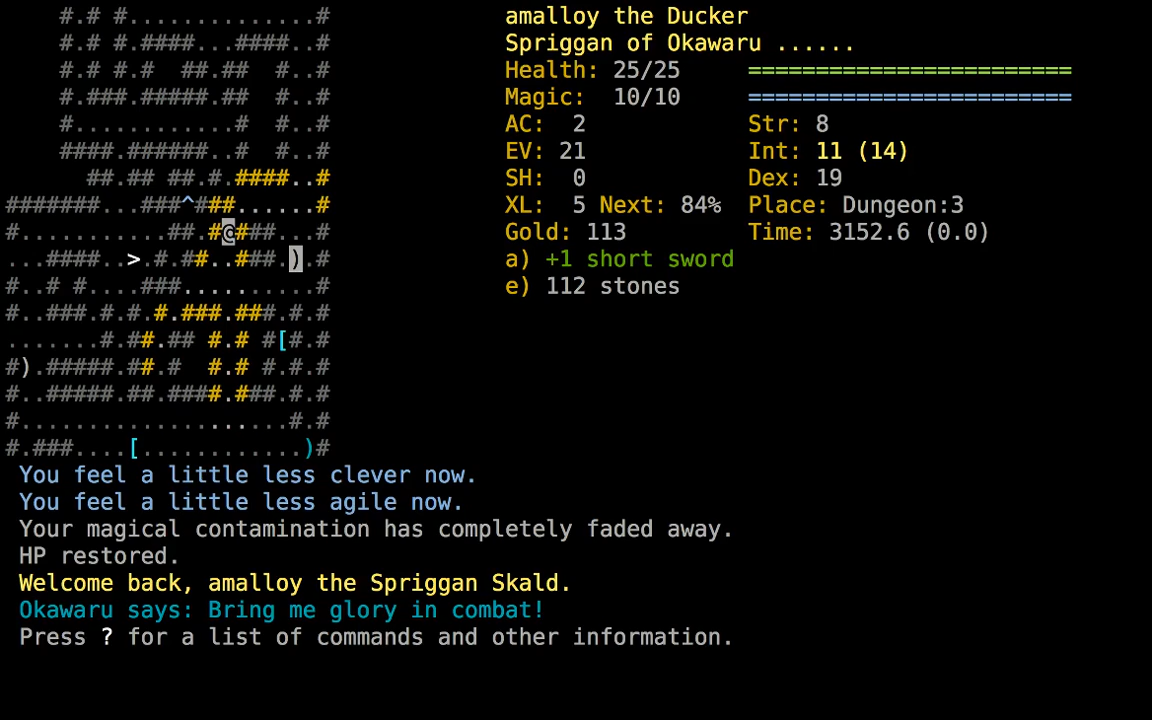 #.# #..............# amalloy the Ducker
#.# #.####...####..# Spriggan of Okawaru ......
#.# #.#  ##.##  #..# Health: 25/25 ========================
#.###.#####.##  #..# Magic:  10/10 ========================
#............#  #..# AC:  2 Str: 8
####.######..#  #..# EV: 21 Int: 11 (14)
##.## ##.#.####..# SH:  0 Dex: 19
#######...###^###......# XL:  5 Next: 84% Place: Dungeon:3
#...........##.#@###...# Gold: 113 Time: 3152.6 (0.0)
...####..>.#.##..####.).# a) +1 short sword
#..# #....###..........# e) 112 stones
#..###.#.#.#.###.###.#.#
.......#.##.## #.# #[#.#
#).#####.##.#  #.# #.#.#
#..#####.##.####.####.#.#
#....................#.#
#.###....[............)#
You feel a little less clever now.
You feel a little less agile now.
Your magical contamination has completely faded away.
HP restored.
Welcome back, amalloy the Spriggan Skald.
Okawaru says: Bring me glory in combat!
Press ? for a list of commands and other information.